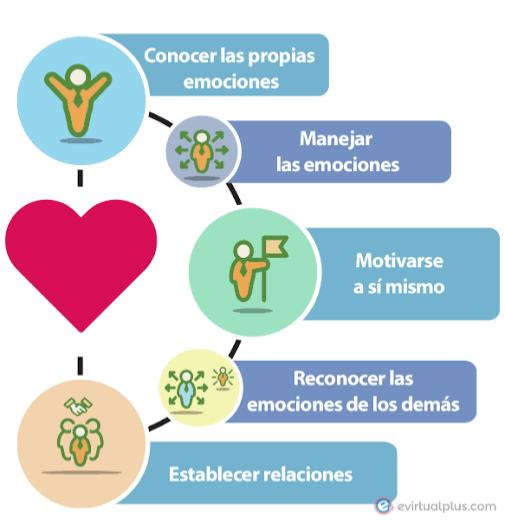 Conocer las propias
emociones
Manejar
las emociones
Motivarse
a sí mismo
Reconocer las
emociones de los demás
Establecer relaciones
evirtualplus.com